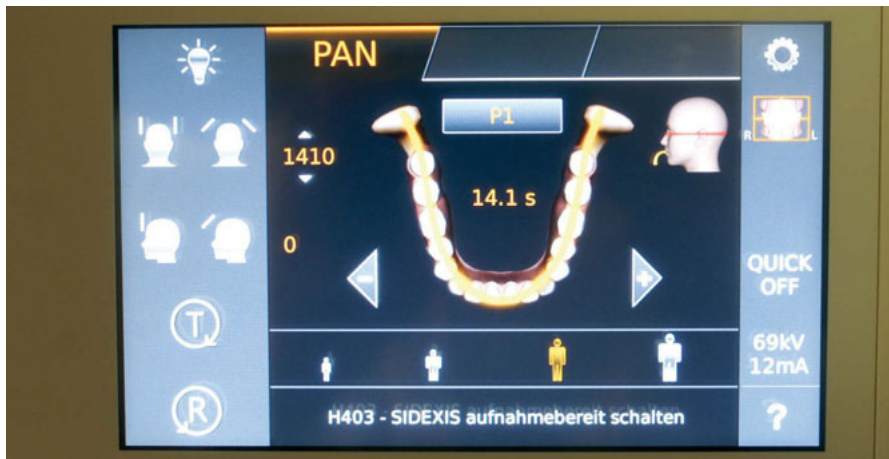 PAN
P1
1410
14.1 s
0
R L
QUICK
OFF
T
69kV
12mA
R
H403 - SIDEXIS aufnahmebereit schalten
?